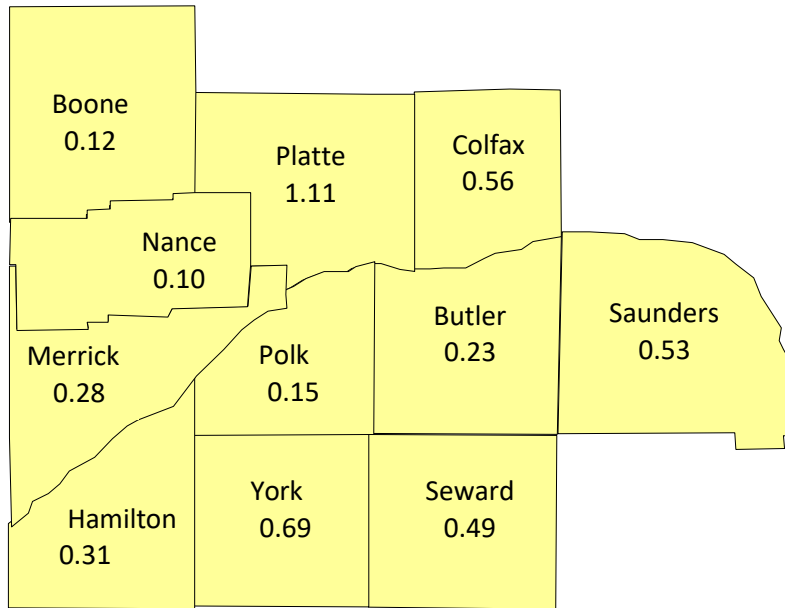 Boone
0.12
Platte
1.11
Colfax
0.56
Nance
0.10
Merrick
0.28
Polk
0.15
Butler
0.23
Saunders
0.53
Hamilton
0.31
York
0.69
Seward
0.49